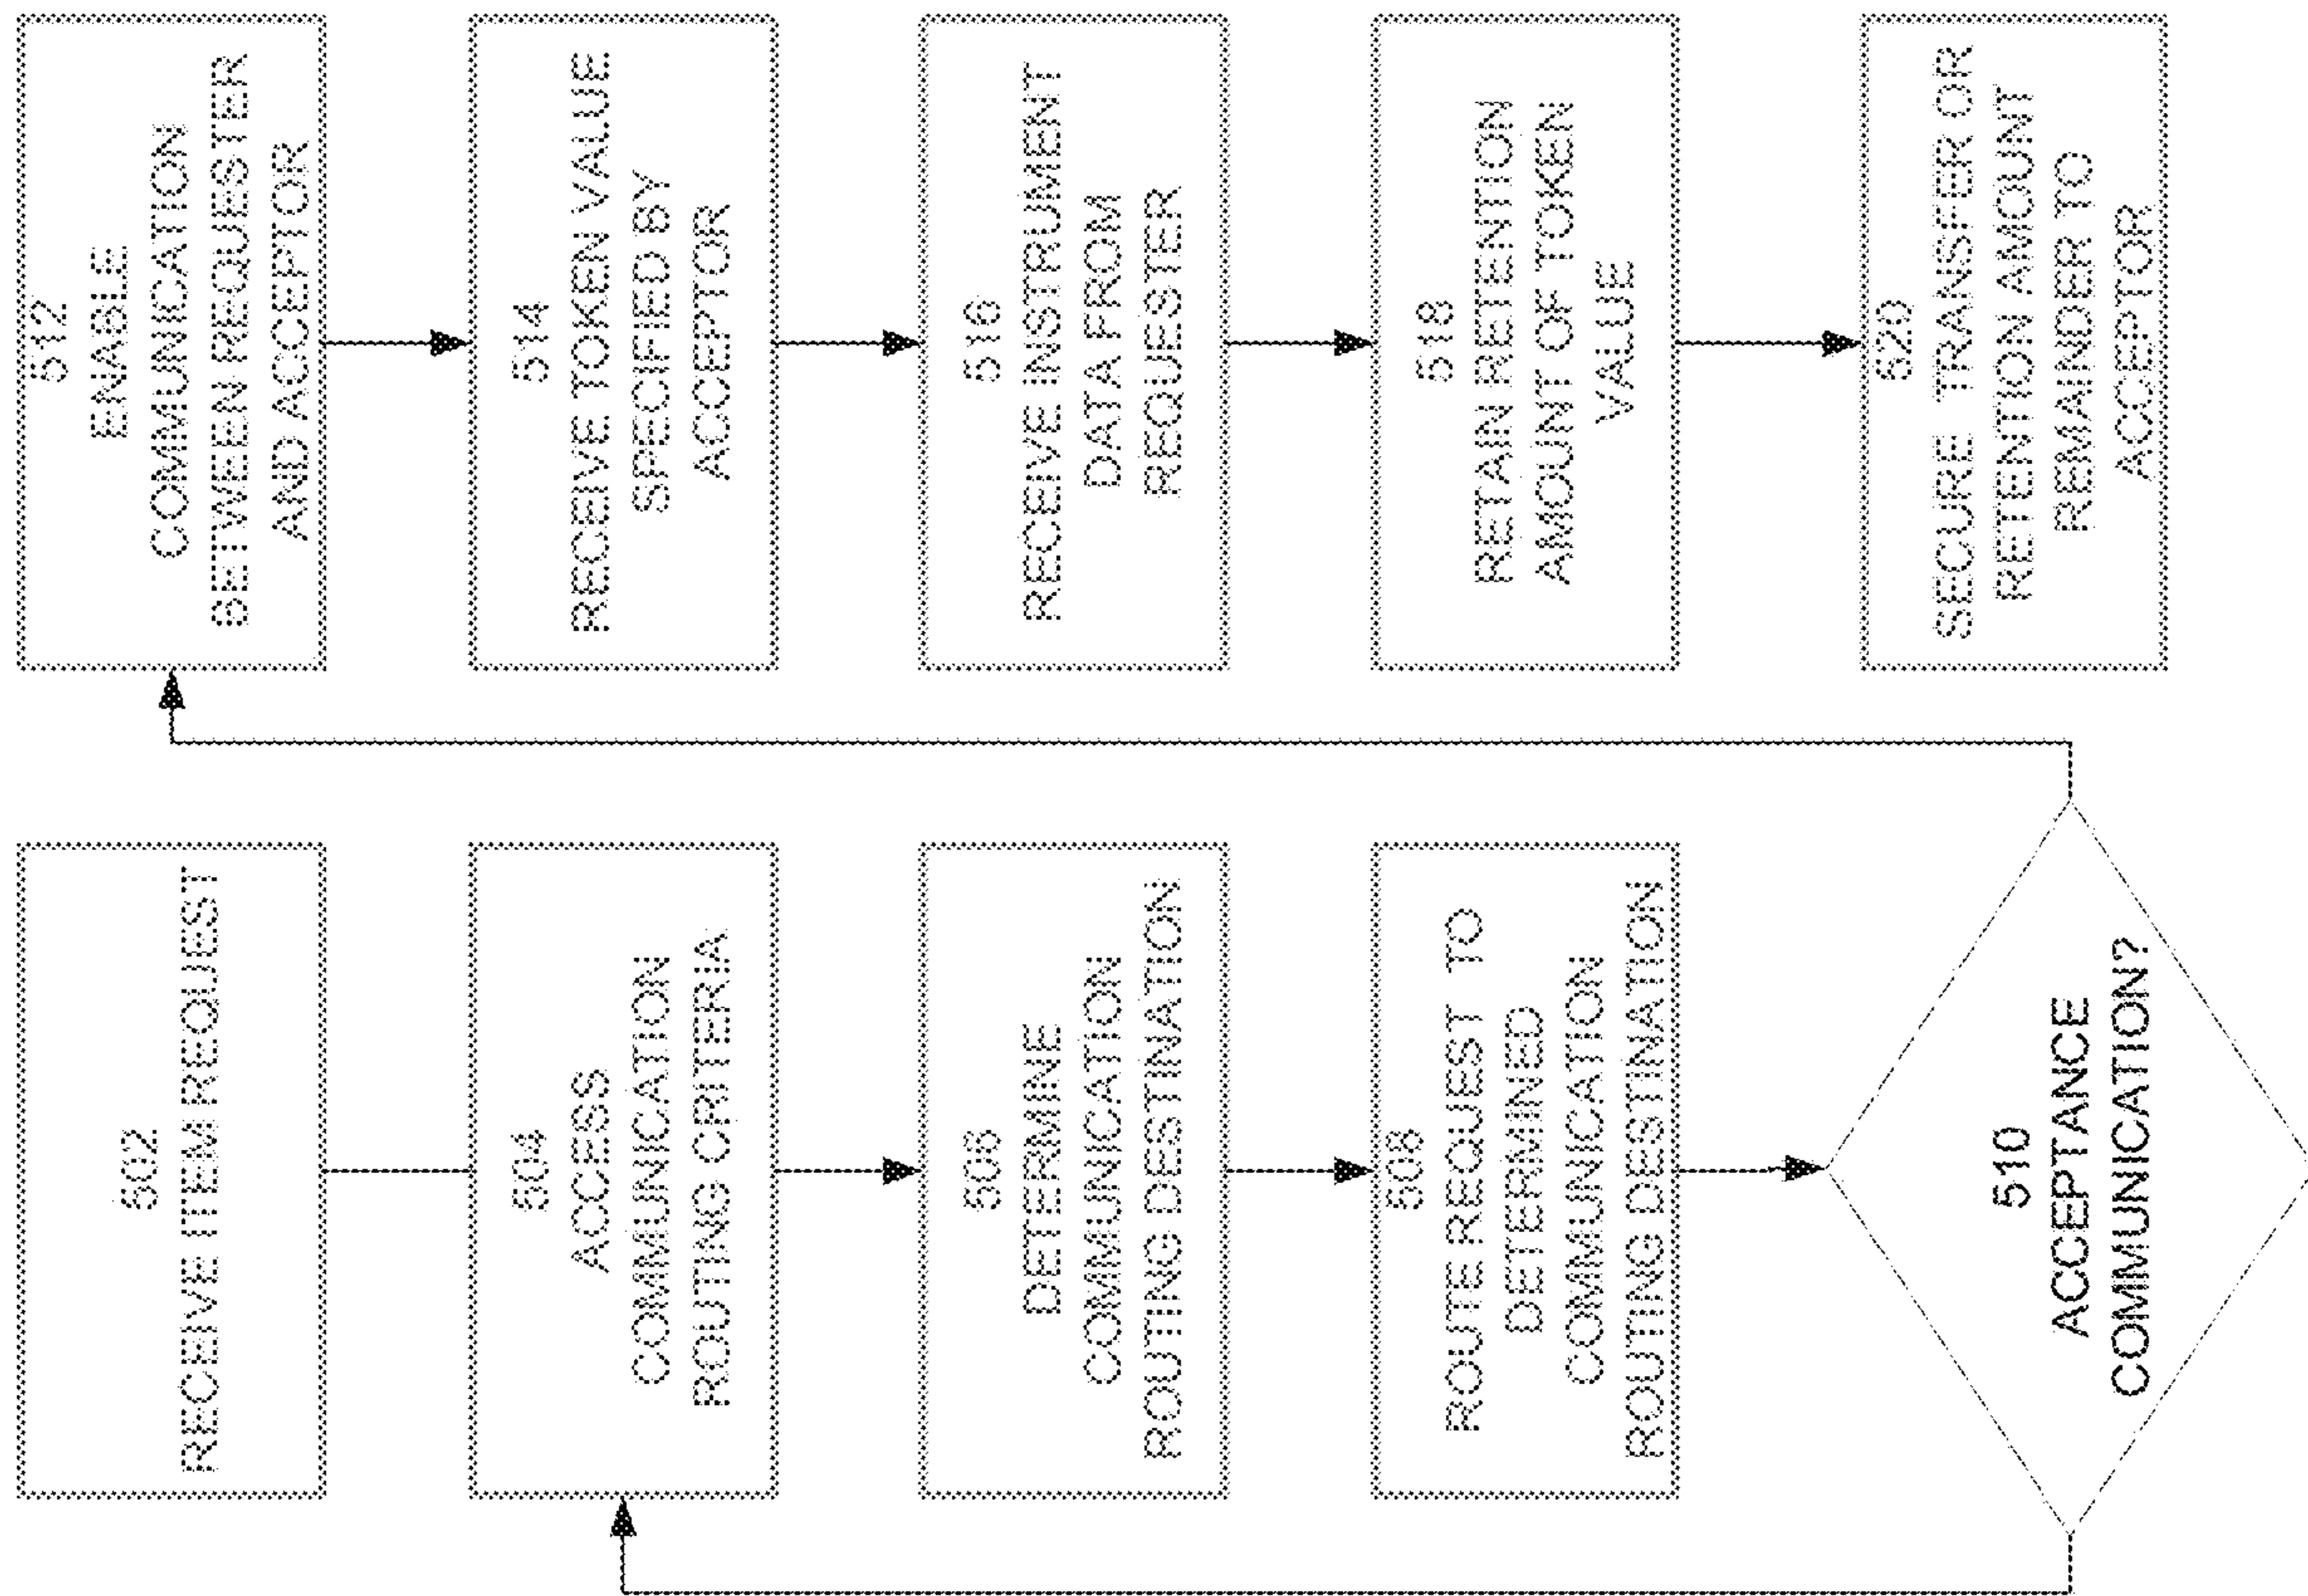 502
RECEIVE ITEM REQUEST
504
ACCESS
COMMUNICATION
ROUTING CRITERIA
506
DETERMINE
COMMUNICATION
ROUTING DESTINATION
508
ROUTE REQUEST TO
DETERMINED
COMMUNICATION
ROUTING DESTINATION
510
ACCEPTANCE
COMMUNICATION?
512
ENABLE
COMMUNICATION
BETWEEN REQUESTER
AND ACCEPTOR
514
RECEIVE TOKEN VALUE
SPECIFIED BY
ACCEPTOR
516
RECEIVE INSTRUMENT
DATA FROM
REQUESTER
518
RETAIN RETENTION
AMOUNT OF TOKEN
VALUE
520
SECURE TRANSFER OR
RETENTION AMOUNT
REMAINDER TO
ACCEPTOR